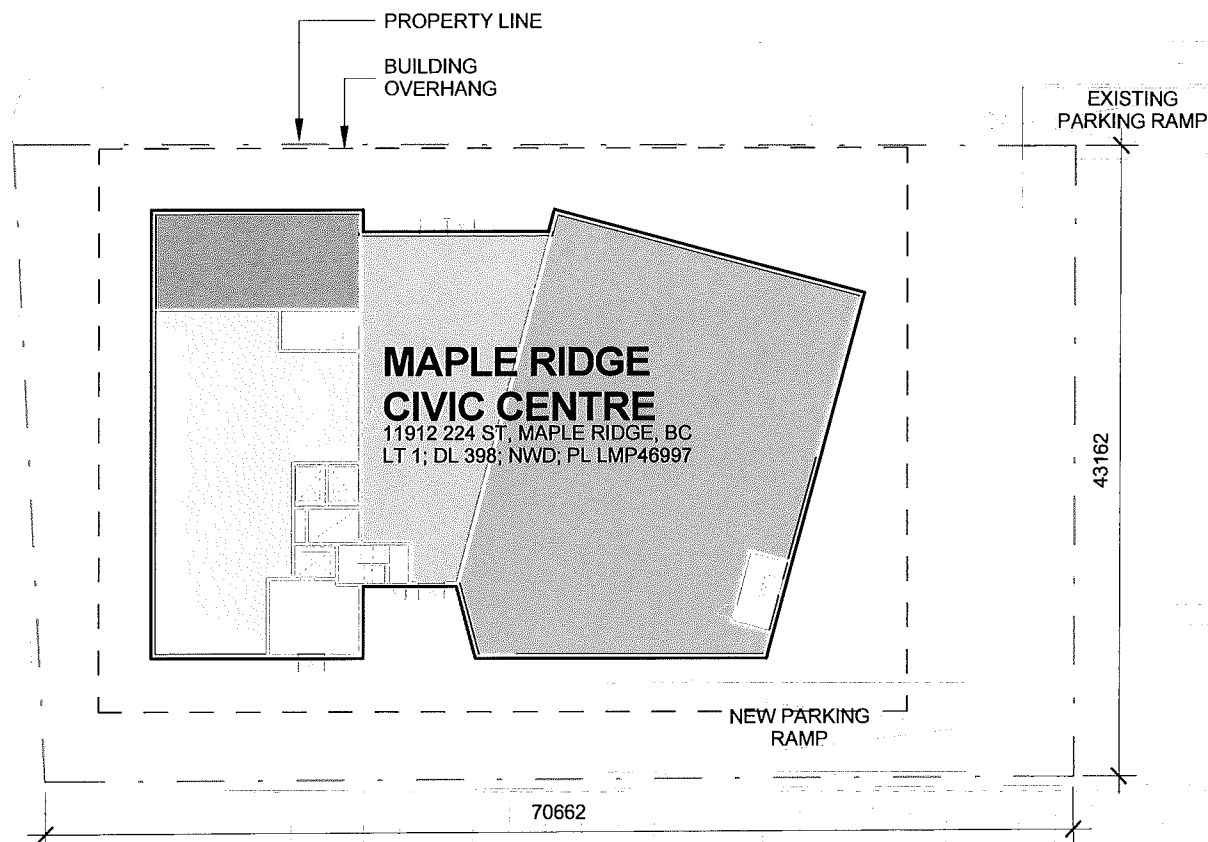 PROPERTY LINE
BUILDING
OVERHANG
EXISTING
PARKING RAMP
MAPLE RIDGE
CIVIC CENTRE
11912 224 ST, MAPLE RIDGE, BC
LT 1; DL 398; NWD; PL LMP46997
43162
NEW PARKING
RAMP
70662